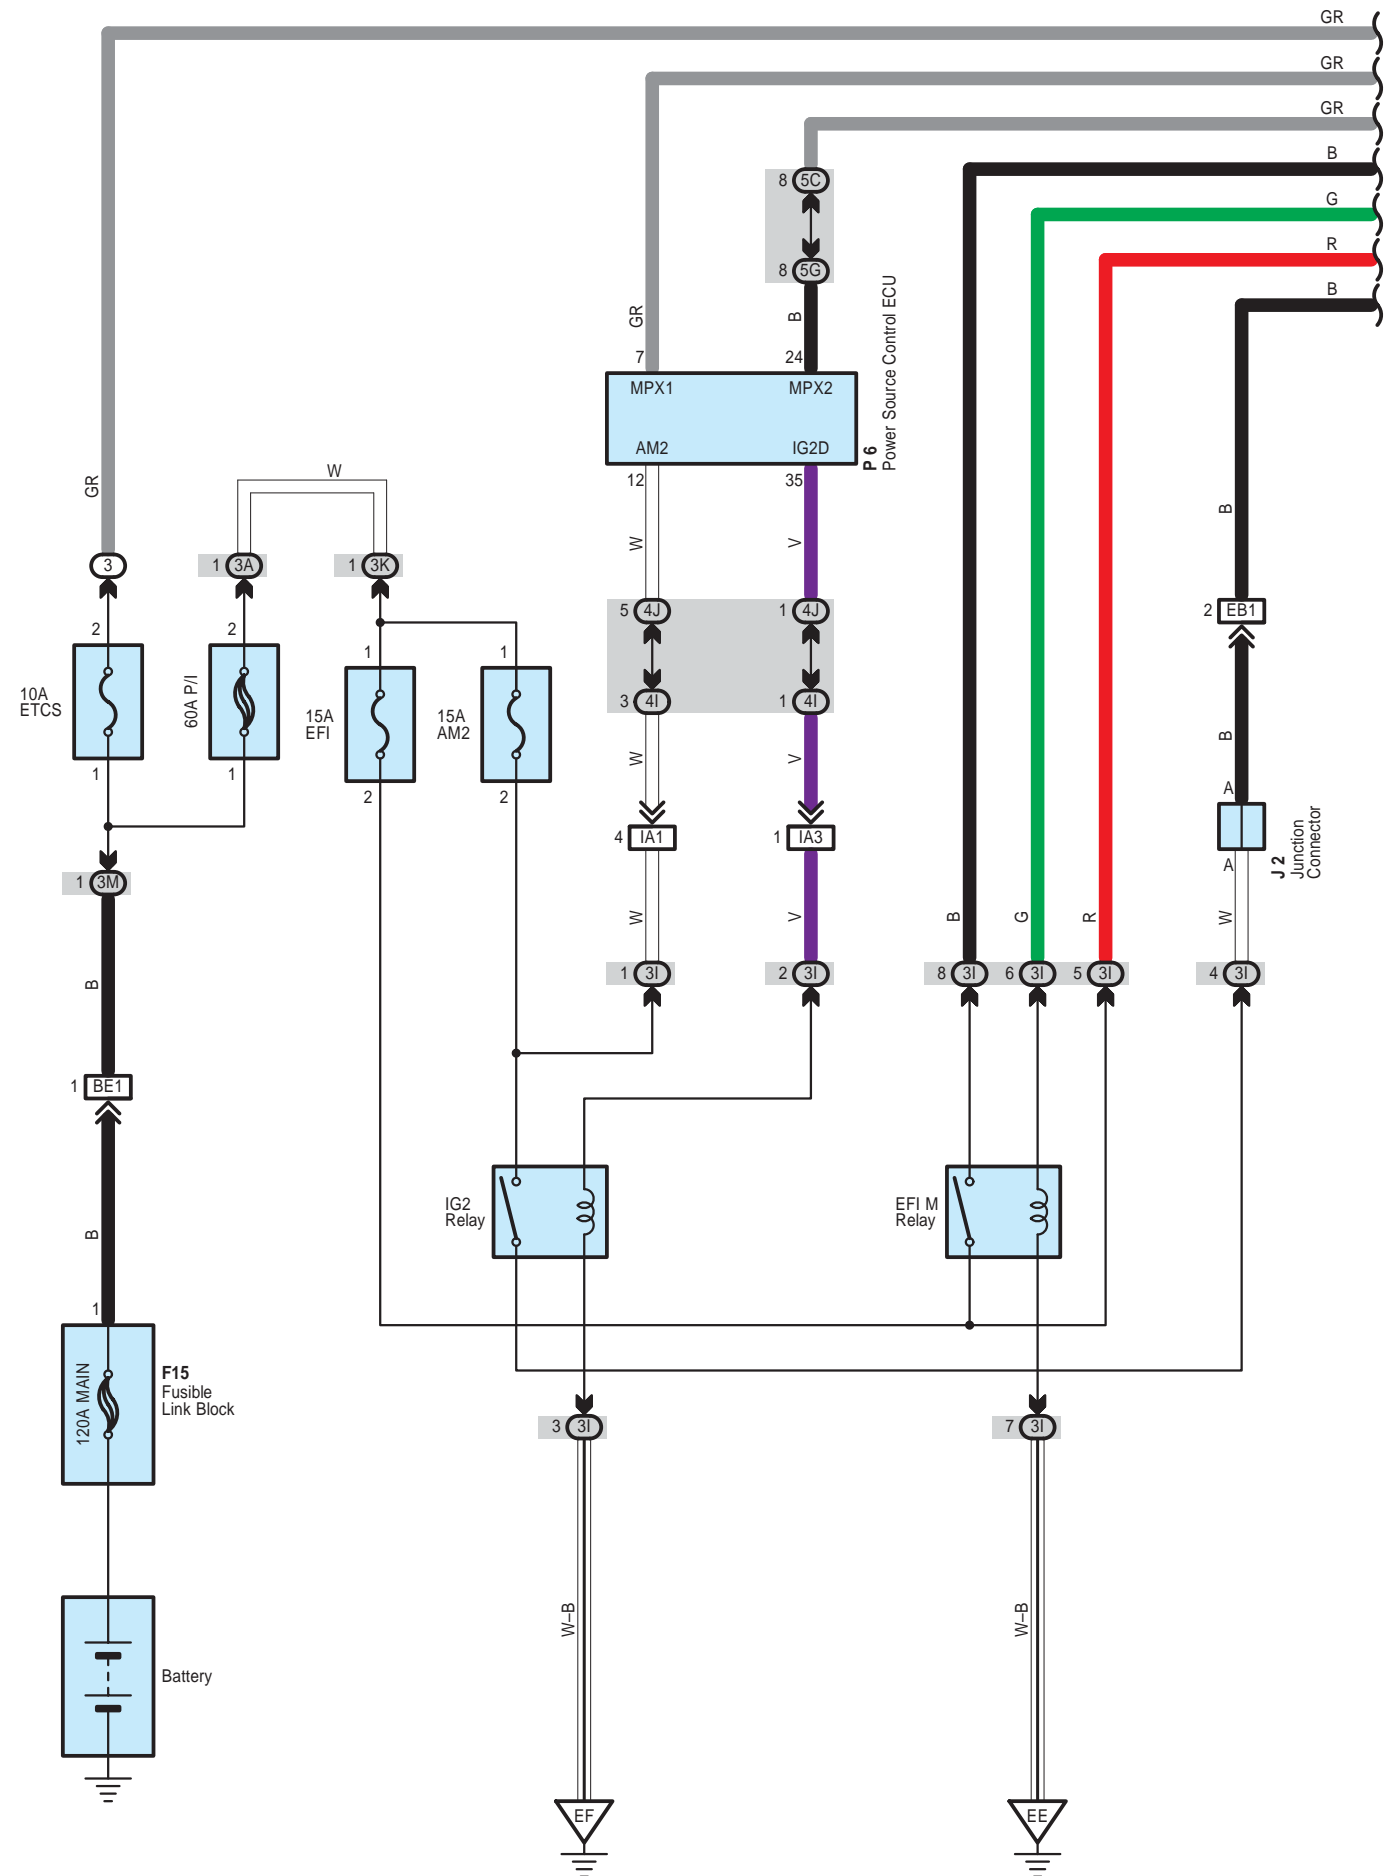 GR
GR
GR
B
G
R
B
8 5C
8 5G
GR
B
7
24
MPX1 MPX2
AM2 IG2D
P 6
Power Source Control ECU
12
35
GR
W
W
V
B
3
1 3A
1 3K
5 4J
1 4J
2 EB1
2
2
10A
ETCS
60A P/I
1
1
1
1
15A
EFI
15A
AM2
2
2
3 4I
1 4I
W
V
B
A
A
J 2
Junction
Connector
4 IA1
1 IA3
1 3M
W
V
B
G
R
W
1 3I
2 3I
8 3I
6 3I
5 3I
4 3I
B
1 BE1
B
IG2
Relay
EFI M
Relay
1
120A MAIN
F15
Fusible
Link Block
3 3I
7 3I
W–B
W–B
Battery
EF
EE